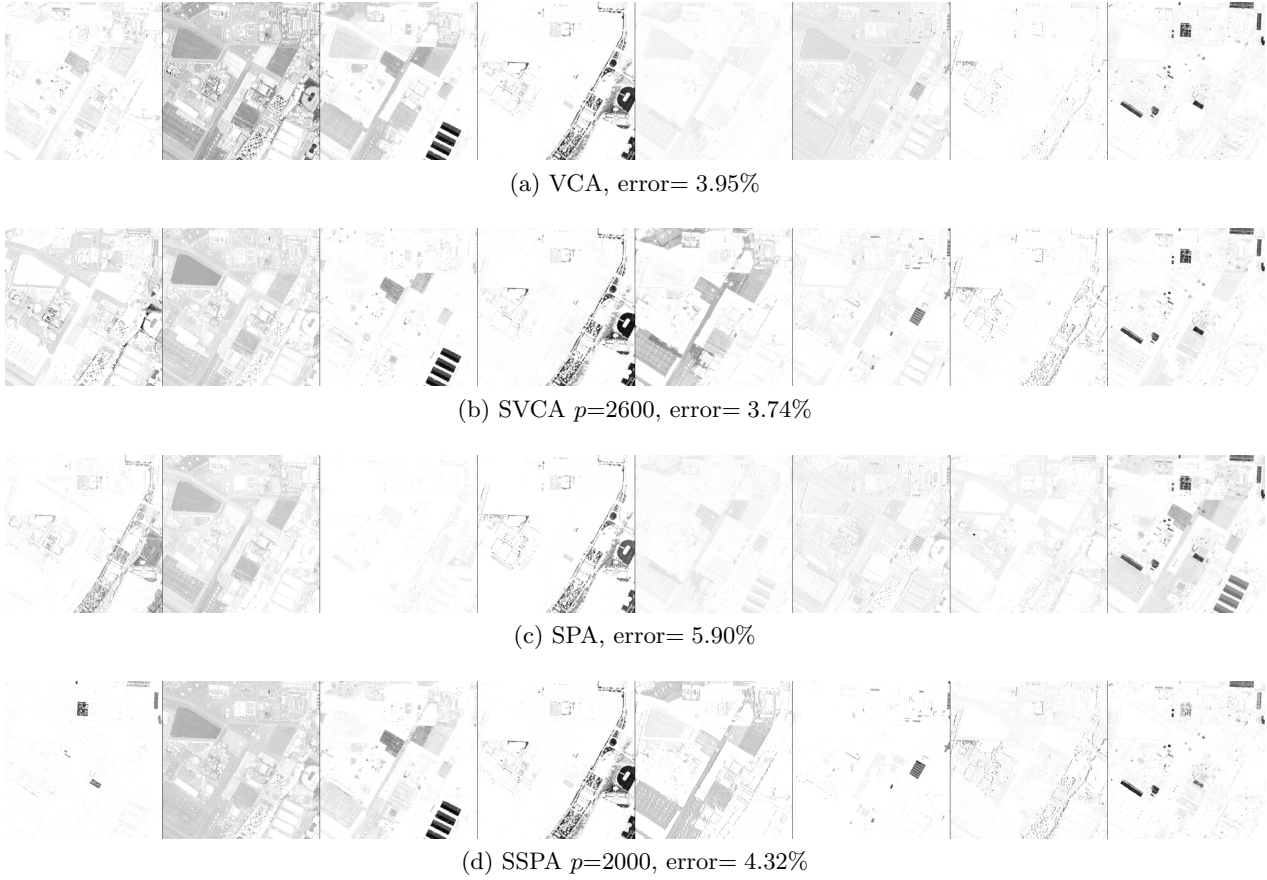 (a) VCA, error= 3.95%
(b) SVCA p=2600, error= 3.74%
(c) SPA, error= 5.90%
(d) SSPA p=2000, error= 4.32%